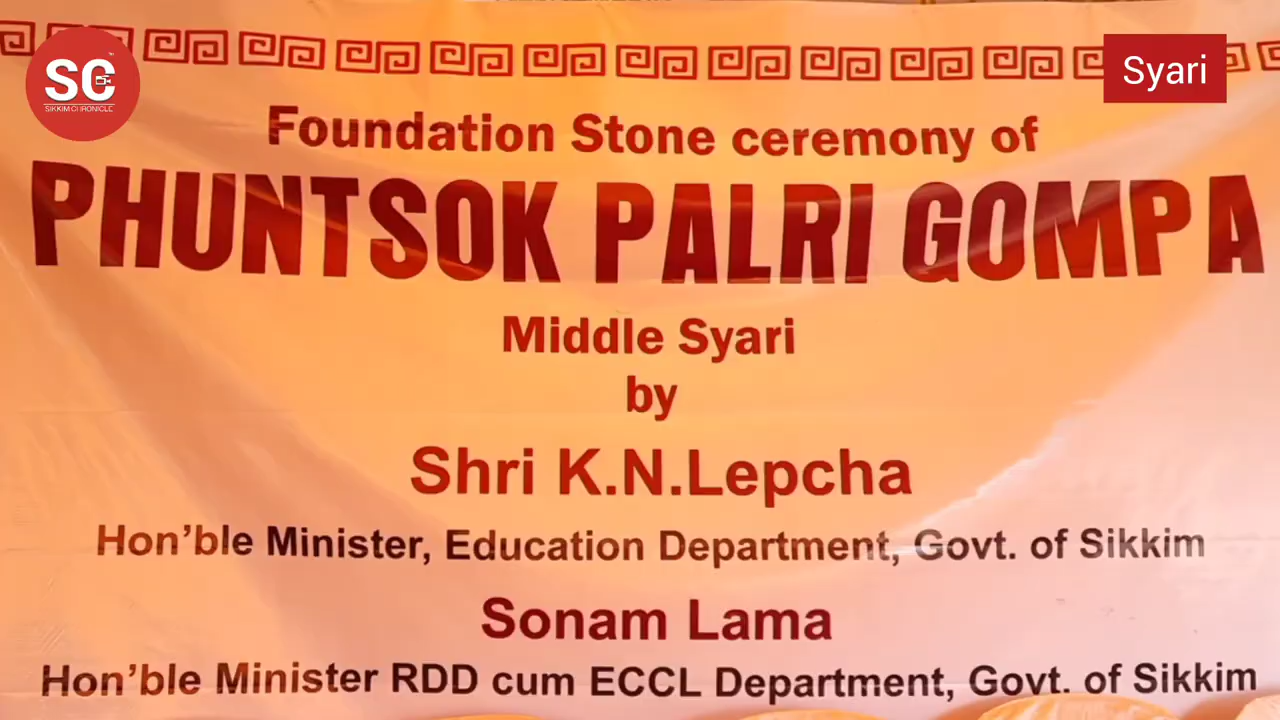 SC
SIKKIM CHRONICLE
Syari
Foundation Stone ceremony of
PHUNTSOK PALRI GOMPA
Middle Syari
by
Shri K.N.Lepcha
Hon'ble Minister, Education Department, Govt. of Sikkim
Sonam Lama
Hon'ble Minister RDD cum ECCL Department, Govt. of Sikkim